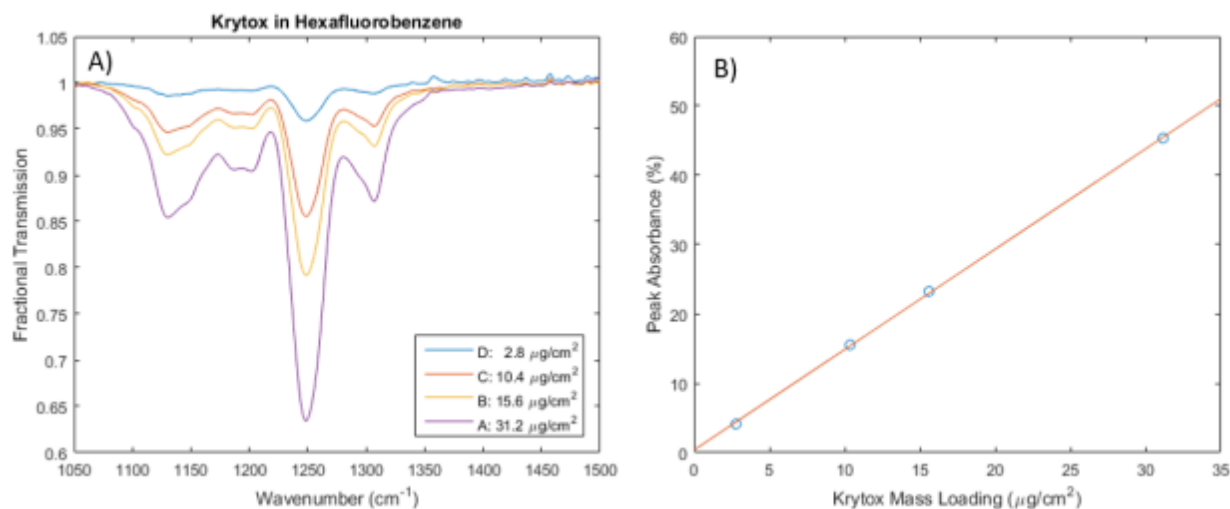 Krytox in Hexafluorobenzene
A)
1.05
1
0.95
0.9
0.85
0.8
0.75
0.7
0.65
0.6
Fractional Transmission
D: 2.8 μg/cm²
C: 10.4 μg/cm²
B: 15.6 μg/cm²
A: 31.2 μg/cm²
1050 1100 1150 1200 1250 1300 1350 1400 1450 1500
Wavenumber (cm⁻¹)
B)
60
50
40
30
20
10
0
Peak Absorbance (%)
0 5 10 15 20 25 30 35
Krytox Mass Loading (μg/cm²)